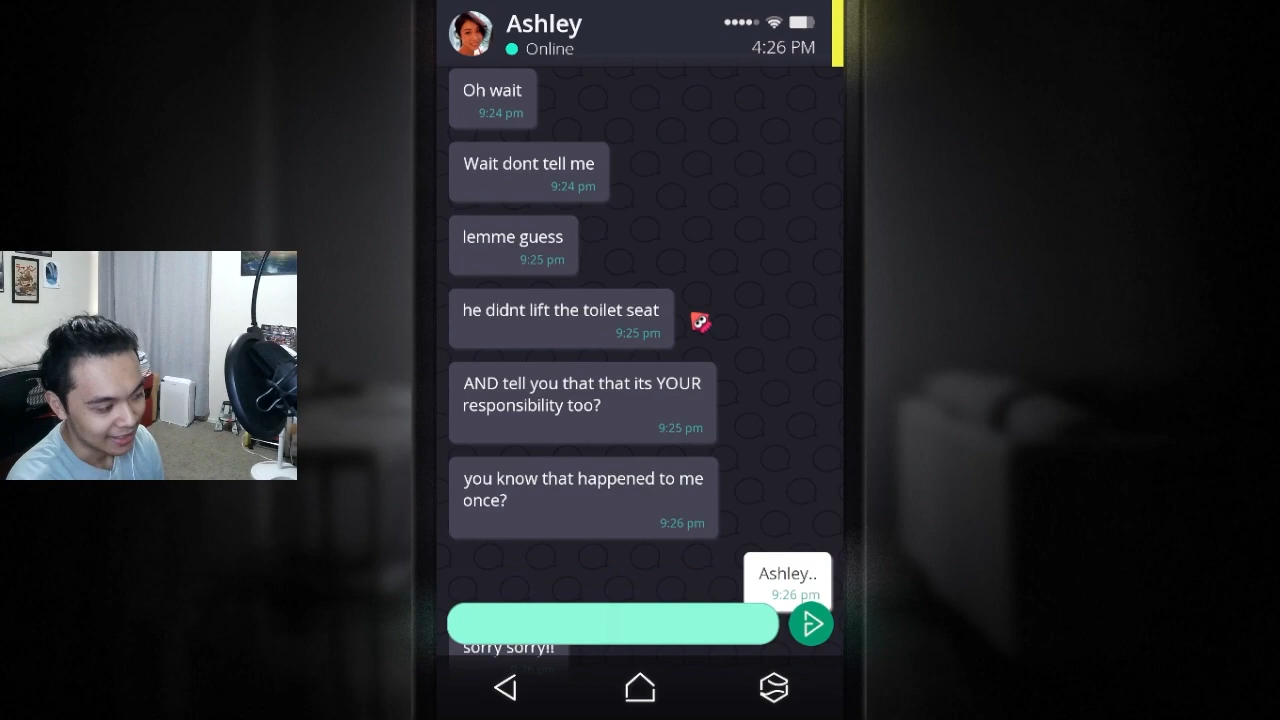 Ashley
Online
4:26 PM
Oh wait
9:24 pm
Wait dont tell me
9:24 pm
lemme guess
9:25 pm
he didnt lift the toilet seat
9:25 pm
AND tell you that that its YOUR
responsibility too?
9:25 pm
you know that happened to me
once?
9:26 pm
Ashley..
9:26 pm
sorry sorry!!